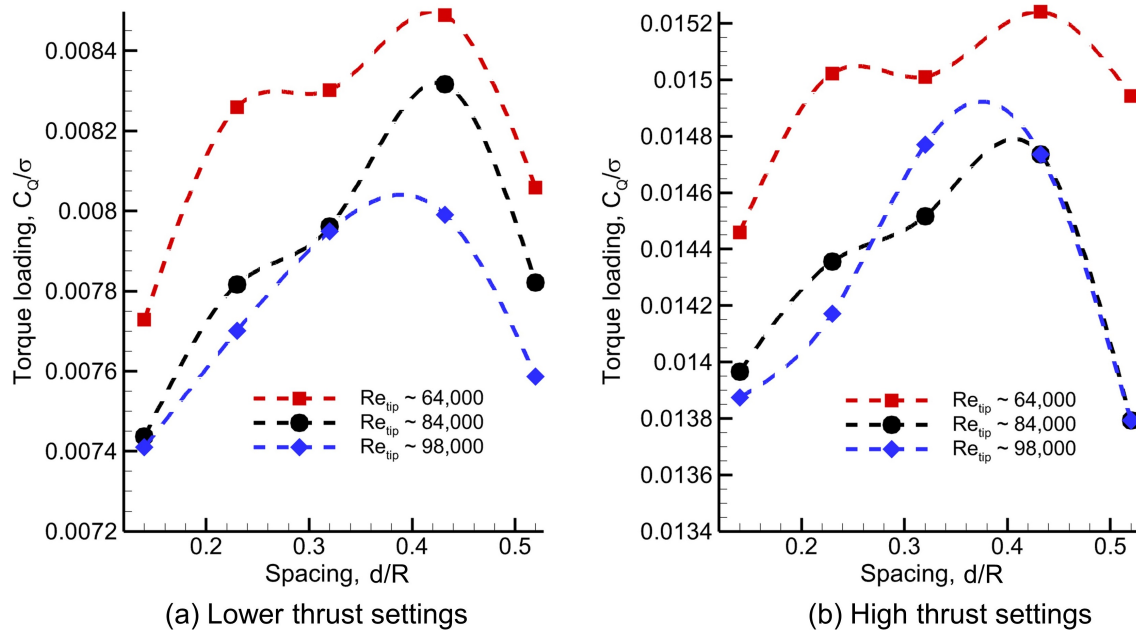 0.0084
0.0082
0.008
0.0078
0.0076
0.0074
0.0072
Torque loading, C_Q/σ
0.2
0.3
0.4
0.5
Spacing, d/R
Re_tip ~ 64,000
Re_tip ~ 84,000
Re_tip ~ 98,000
(a) Lower thrust settings
0.0152
0.015
0.0148
0.0146
0.0144
0.0142
0.014
0.0138
0.0136
0.0134
Torque loading, C_Q/σ
0.2
0.3
0.4
0.5
Spacing, d/R
Re_tip ~ 64,000
Re_tip ~ 84,000
Re_tip ~ 98,000
(b) High thrust settings